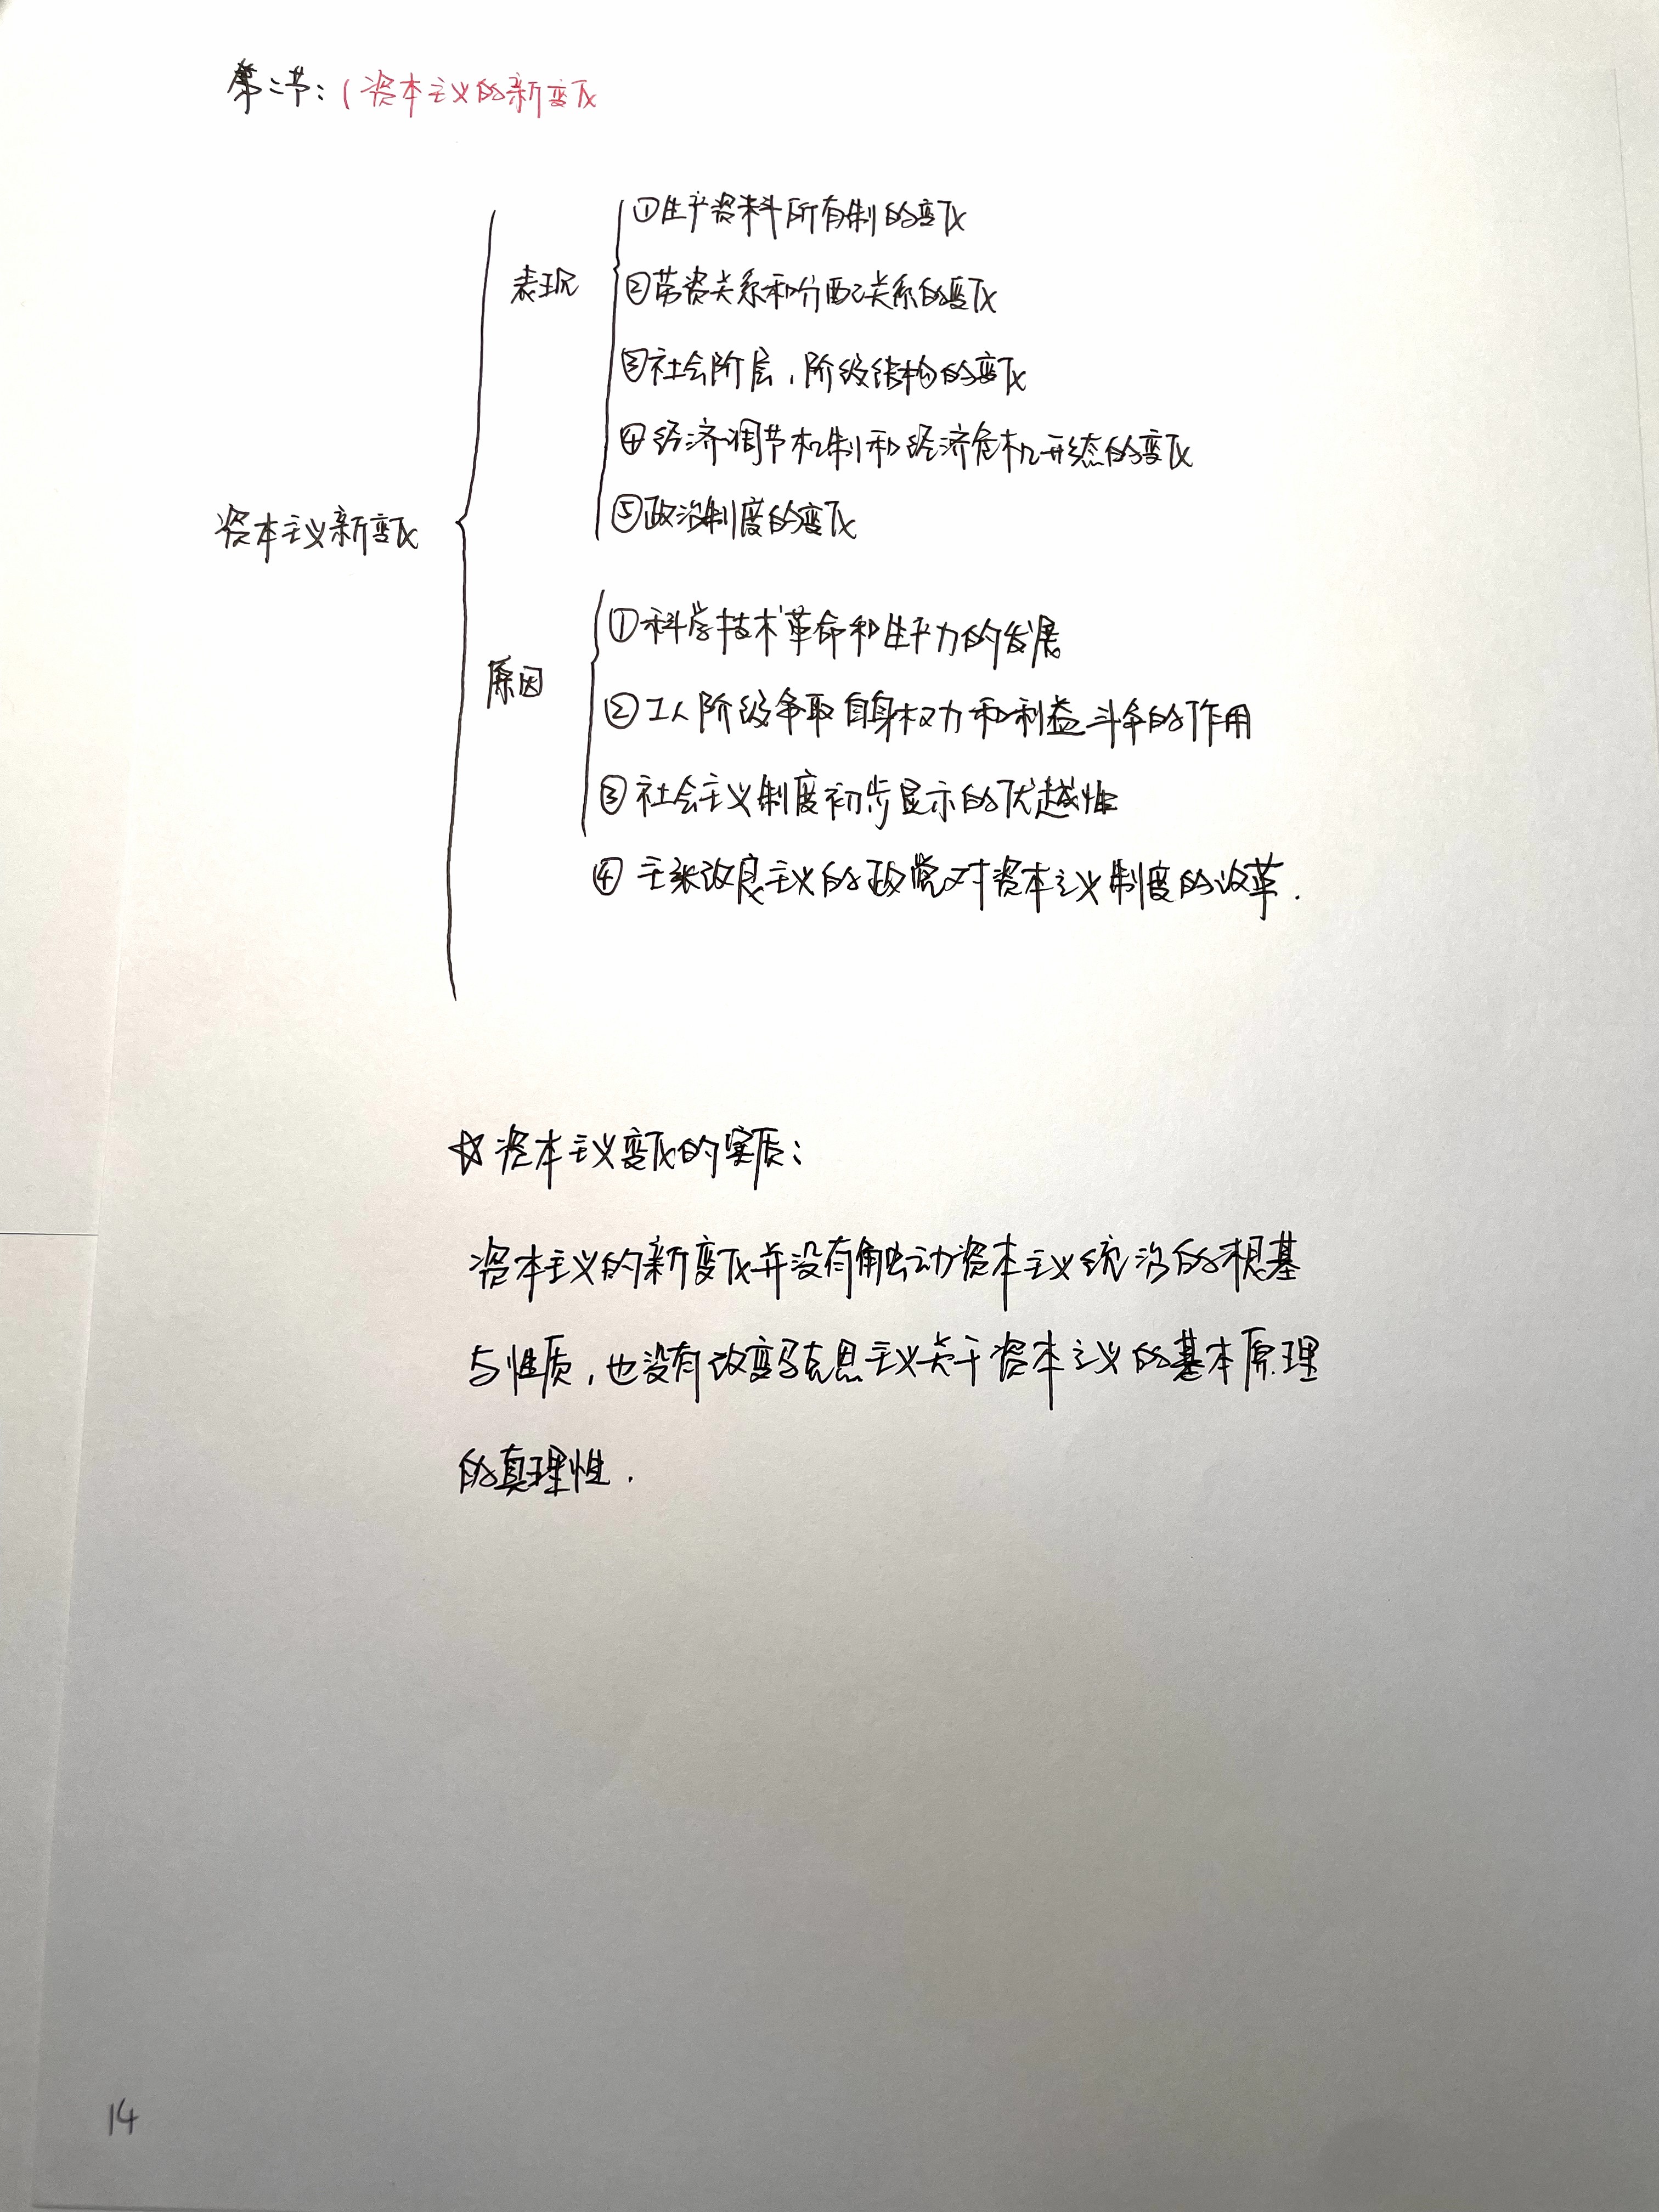 第二节：1 资本主义的新变化
①生产资料所有制的变化
表现
②劳资关系和分配关系的变化
③社会阶层，阶级结构的变化
④经济调节机制和经济危机形态的变化
⑤政治制度的变化
资本主义新变化
①科学技术革命和生产力的发展
原因
②工人阶级争取自身权力和利益斗争的作用
③社会主义制度初步显示的优越性
④主张改良主义的政党对资本主义制度的改革.
☆资本主义变化的实质：
资本主义的新变化并没有触动资本主义统治的根基
与性质，也没有改变马克思主义关于资本主义的基本原理
的真理性.
14